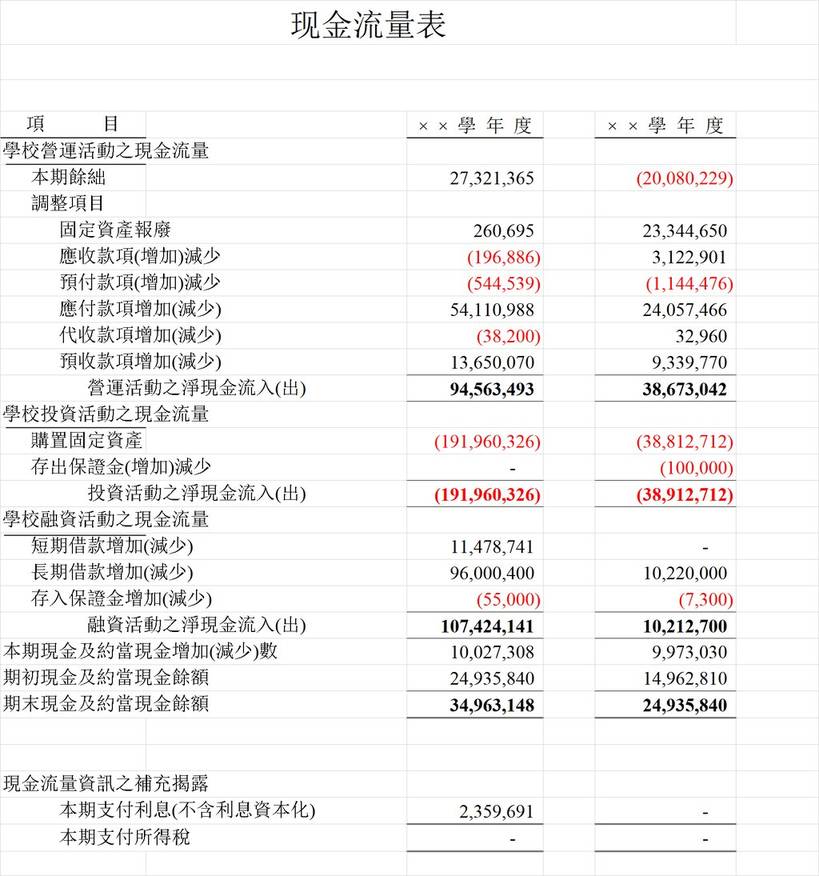 现金流量表
項 目 ××學年度 ××學年度
學校營運活動之現金流量
本期餘絀 27,321,365 (20,080,229)
調整項目
固定資產報廢 260,695 23,344,650
應收款項(增加)減少 (196,886) 3,122,901
預付款項(增加)減少 (544,539) (1,144,476)
應付款項增加(減少) 54,110,988 24,057,466
代收款項增加(減少) (38,200) 32,960
預收款項增加(減少) 13,650,070 9,339,770
營運活動之淨現金流入(出) 94,563,493 38,673,042
學校投資活動之現金流量
購置固定資產 (191,960,326) (38,812,712)
存出保證金(增加)減少 - (100,000)
投資活動之淨現金流入(出) (191,960,326) (38,912,712)
學校融資活動之現金流量
短期借款增加(減少) 11,478,741 -
長期借款增加(減少) 96,000,400 10,220,000
存入保證金增加(減少) (55,000) (7,300)
融資活動之淨現金流入(出) 107,424,141 10,212,700
本期現金及約當現金增加(減少)數 10,027,308 9,973,030
期初現金及約當現金餘額 24,935,840 14,962,810
期末現金及約當現金餘額 34,963,148 24,935,840
現金流量資訊之補充揭露
本期支付利息(不含利息資本化) 2,359,691 -
本期支付所得稅 - -